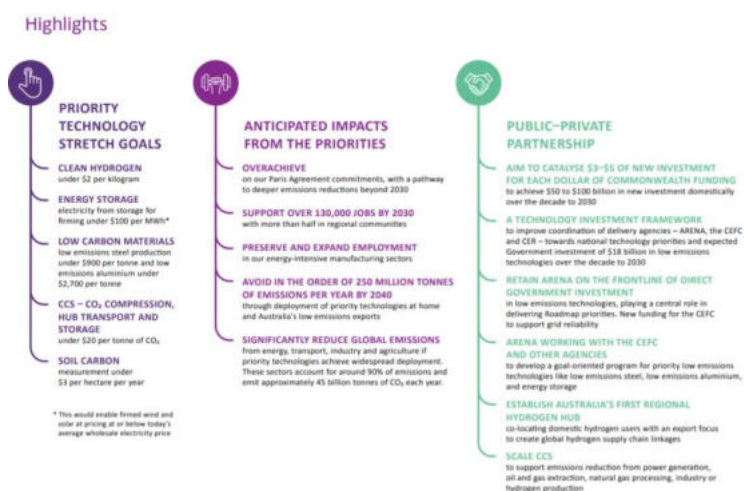 Highlights
PRIORITY
TECHNOLOGY
STRETCH GOALS
CLEAN HYDROGEN
under $2 per kilogram
ENERGY STORAGE
electricity from storage for
firming under $100 per MWh*
LOW CARBON MATERIALS
low emissions steel production
under $900 per tonne and low
emissions aluminium under
$2,700 per tonne
CCS – CO₂ COMPRESSION,
HUB TRANSPORT AND
STORAGE
under $20 per tonne of CO₂
SOIL CARBON
measurement under
$3 per hectare per year
* This would enable firmed wind and
solar at pricing at or below today's
average wholesale electricity price
ANTICIPATED IMPACTS
FROM THE PRIORITIES
OVERACHIEVE
on our Paris Agreement commitments, with a pathway
to deeper emissions reductions beyond 2030
SUPPORT OVER 130,000 JOBS BY 2030
with more than half in regional communities
PRESERVE AND EXPAND EMPLOYMENT
in our energy-intensive manufacturing sectors
AVOID IN THE ORDER OF 250 MILLION TONNES
OF EMISSIONS PER YEAR BY 2040
through deployment of priority technologies at home
and Australia's low emissions exports
SIGNIFICANTLY REDUCE GLOBAL EMISSIONS
from energy, transport, industry and agriculture if
priority technologies achieve widespread deployment.
These sectors account for around 90% of emissions and
emit approximately 45 billion tonnes of CO₂ each year.
PUBLIC–PRIVATE
PARTNERSHIP
AIM TO CATALYSE $3–$5 OF NEW INVESTMENT
FOR EACH DOLLAR OF COMMONWEALTH FUNDING
to achieve $50 to $100 billion in new investment domestically
over the decade to 2030
A TECHNOLOGY INVESTMENT FRAMEWORK
to improve coordination of delivery agencies – ARENA, the CEFC
and CER – towards national technology priorities and expected
Government investment of $18 billion in low emissions
technologies over the decade to 2030
RETAIN ARENA ON THE FRONTLINE OF DIRECT
GOVERNMENT INVESTMENT
in low emissions technologies, playing a central role in
delivering Roadmap priorities. New funding for the CEFC
to support grid reliability
ARENA WORKING WITH THE CEFC
AND OTHER AGENCIES
to develop a goal-oriented program for priority low emissions
technologies like low emissions steel, low emissions aluminium,
and energy storage
ESTABLISH AUSTRALIA'S FIRST REGIONAL
HYDROGEN HUB
co-locating domestic hydrogen users with an export focus
to create global hydrogen supply chain linkages
SCALE CCS
to support emissions reduction from power generation,
oil and gas extraction, natural gas processing, industry or
hydrogen production